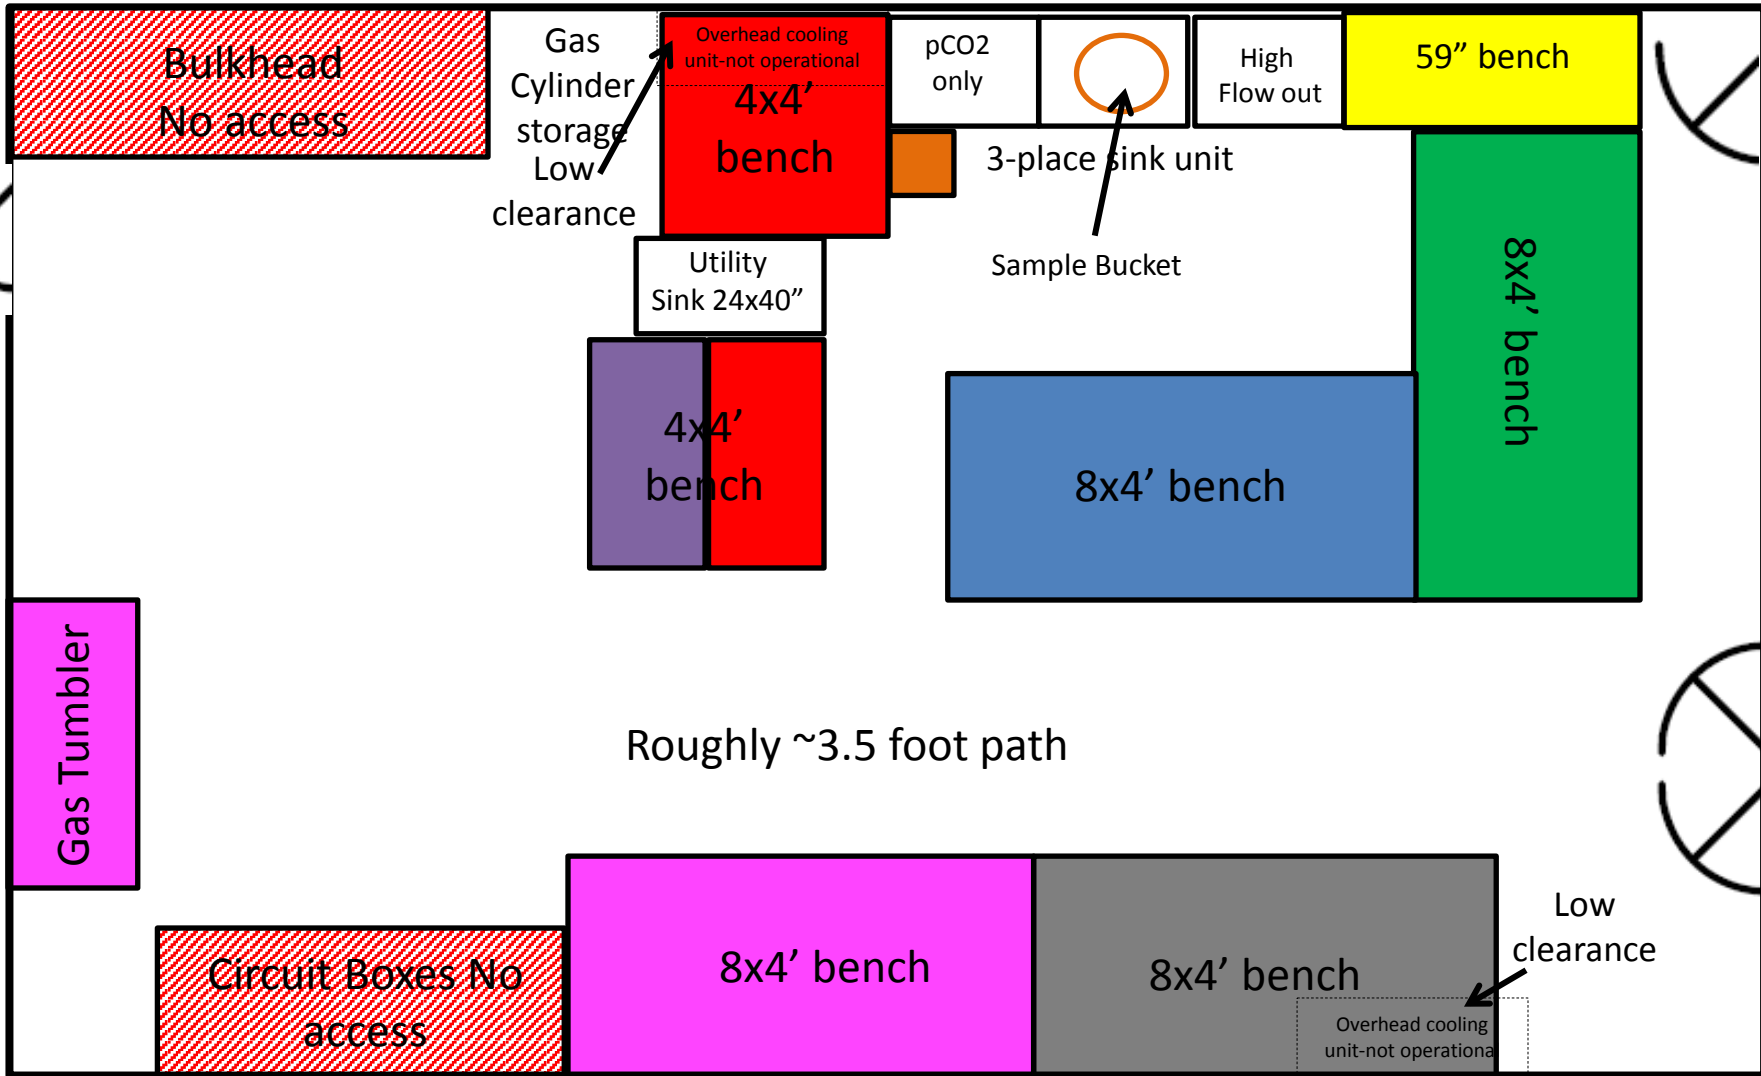 Bulkhead
No access
Gas
Cylinder
storage
Low
clearance
Overhead cooling
unit-not operational
4x4’
bench
pCO2
only
High
Flow out
59” bench
3-place sink unit
Sample Bucket
Utility
Sink 24x40”
8x4’ bench
4x4’
bench
8x4’ bench
Gas Tumbler
Roughly ~3.5 foot path
Low
clearance
Circuit Boxes No
access
8x4’ bench
8x4’ bench
Overhead cooling
unit-not operationa